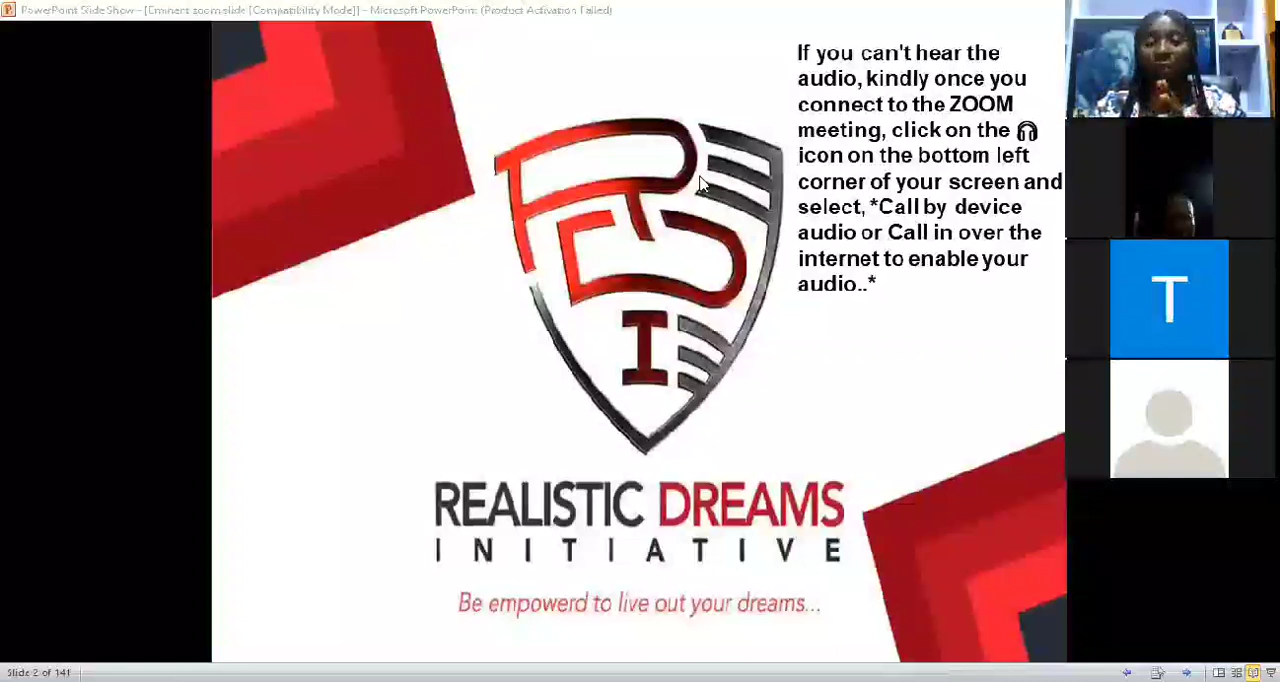 PowerPoint Slide Show - [Eminent zoom slide [Compatibility Mode]] - Microsoft PowerPoint (Product Activation Failed)
If you can't hear the
audio, kindly once you
connect to the ZOOM
meeting, click on the
icon on the bottom left
corner of your screen and
select, *Call by device
audio or Call in over the
internet to enable your
audio..*
T
I
REALISTIC DREAMS
INITIATIVE
Be empowerd to live out your dreams...
Slide 2 of 141